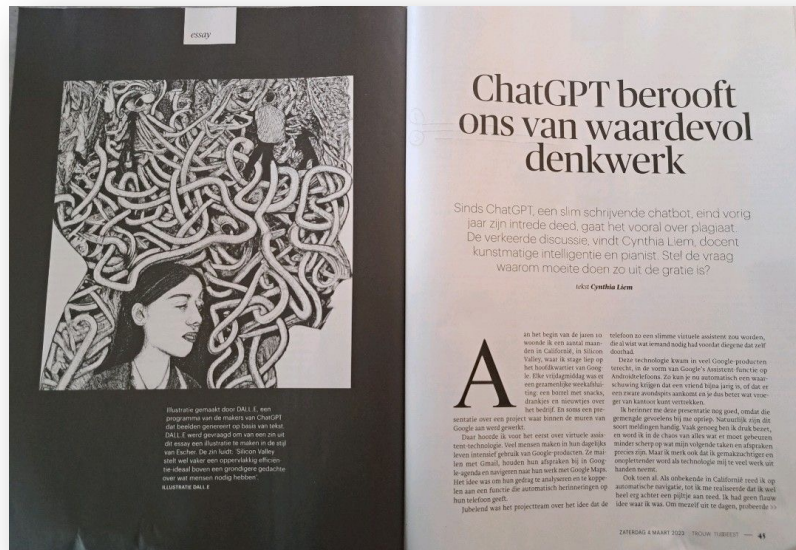 essay
Illustratie gemaakt door DALL.E, een
programma van de makers van ChatGPT
dat beelden genereert op basis van tekst.
DALL.E werd gevraagd om van een zin uit
dit essay een illustratie te maken in de stijl
van Escher. De zin luidt: 'Silicon Valley
stelt wel vaker een oppervlakkig efficiën-
tie-ideaal boven een grondigere gedachte
over wat mensen nodig hebben'.
ILLUSTRATIE DALL.E
ChatGPT berooft
ons van waardevol
denkwerk
Sinds ChatGPT, een slim schrijvende chatbot, eind vorig
jaar zijn intrede deed, gaat het vooral over plagiaat.
De verkeerde discussie, vindt Cynthia Liem, docent
kunstmatige intelligentie en pianist. Stel de vraag
waarom moeite doen zo uit de gratie is?
tekst Cynthia Liem
Aan het begin van de jaren 10
woonde ik een aantal maan-
den in Californië, in Silicon
Valley, waar ik stage liep op
het hoofdkwartier van Goog-
le. Elke vrijdagmiddag was er
een gezamenlijke weekafslui-
ting: een borrel met snacks,
drankjes en nieuwtjes over
het bedrijf. En soms een pre-
sentatie over een project waar binnen de muren van
Google aan werd gewerkt.
Daar hoorde ik voor het eerst over virtuele assis-
tent-technologie. Veel mensen maken in hun dagelijks
leven intensief gebruik van Google-producten. Ze mai-
len met Gmail, houden hun afspraken bij in Goog-
le-agenda en navigeren naar hun werk met Google Maps.
Het idee was om hun gedrag te analyseren en te koppe-
len aan een functie die automatisch herinneringen op
hun telefoon geeft.
Jubelend was het projectteam over het idee dat de
telefoon zo een slimme virtuele assistent zou worden,
die al wist wat iemand nodig had voordat diegene dat zelf
doorhad.
Deze technologie kwam in veel Google-producten
terecht, in de vorm van Google's Assistent-functie op
Androidtelefoons. Zo kun je nu automatisch een waar-
schuwing krijgen dat een vriend bijna jarig is, of dat er
een zware avondspits aankomt en je dus beter wat vroe-
ger van kantoor kunt vertrekken.
Ik herinner me deze presentatie nog goed, omdat die
gemengde gevoelens bij me opriep. Natuurlijk zijn dit
soort meldingen handig. Vaak genoeg ben ik druk bezet,
en word ik in de chaos van alles wat er moet gebeuren
minder scherp op wat mijn volgende taken en afspraken
precies zijn. Maar ik merk ook dat ik gemakzuchtiger en
onoplettender word als technologie mij te veel werk uit
handen neemt.
Ook toen al. Als onbekende in Californië reed ik op
automatische navigatie, tot ik me realiseerde dat ik wel
heel erg achter een pijltje aan reed. Ik had geen flauw
idee waar ik was. Om mezelf uit te dagen, probeerde
ZATERDAG 4 MAART 2023 TROUW TIJDGEEST — 45